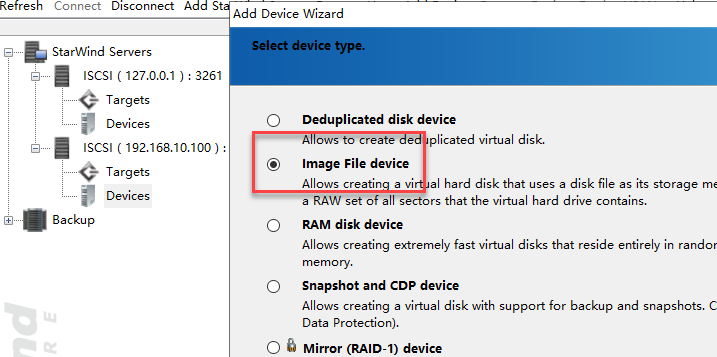 Refresh Connect Disconnect Add Sta
Add Device Wizard
StarWind Servers
ISCSI ( 127.0.0.1 ) : 3261
Targets
Devices
ISCSI ( 192.168.10.100 ) :
Targets
Devices
Backup
Select device type.
Deduplicated disk device
Allows to create deduplicated virtual disk.
Image File device
Allows creating a virtual hard disk that uses a disk file as its storage me
a RAW set of all sectors that the virtual hard drive contains.
RAM disk device
Allows creating extremely fast virtual disks that reside entirely in rando
memory.
Snapshot and CDP device
Allows creating a virtual disk with support for backup and snapshots. C
Data Protection).
Mirror (RAID-1) device
nd
RE